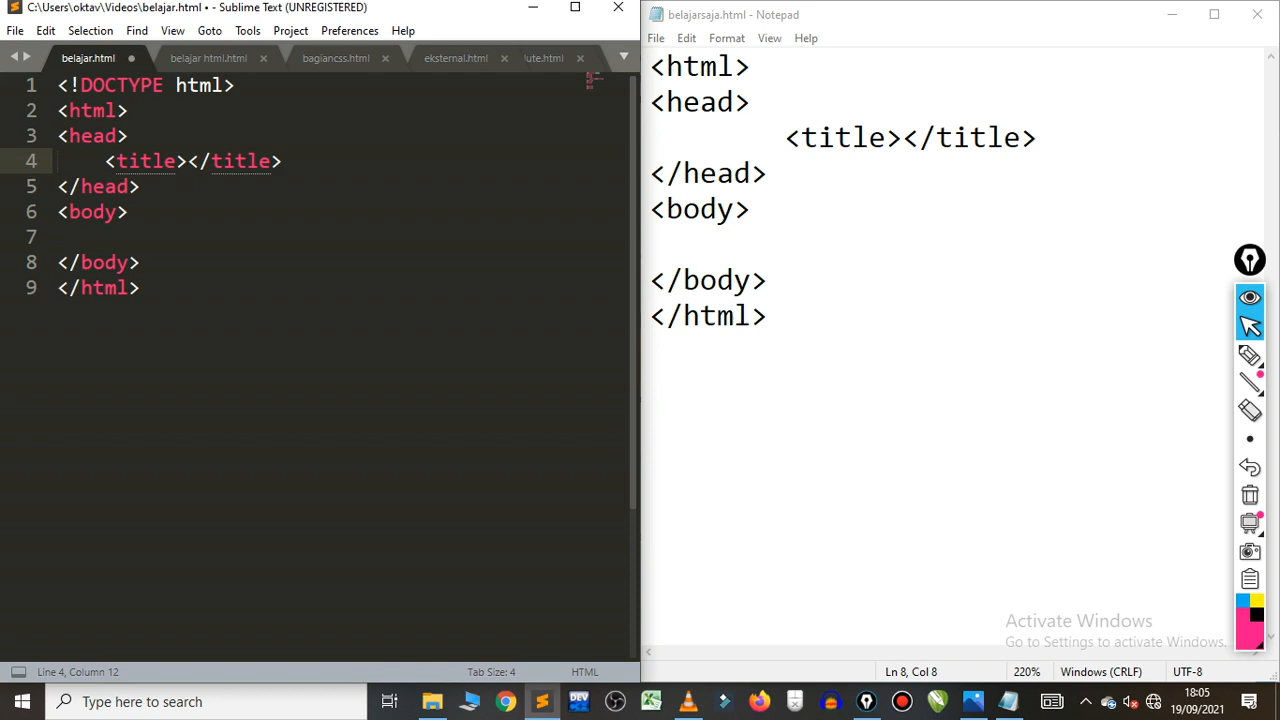 C:\Users\oktav\Videos\belajar.html • - Sublime Text (UNREGISTERED)
File Edit Selection Find View Goto Tools Project Preferences Help
belajar.html belajar html.html bagiancss.html eksternal.html lute.html
1 <!DOCTYPE html>
2 <html>
3 <head>
4 <title></title>
5 </head>
6 <body>
7
8 </body>
9 </html>
Line 4, Column 12 Tab Size: 4 HTML
belajarsaja.html - Notepad
File Edit Format View Help
<html>
<head>
<title></title>
</head>
<body>
</body>
</html>
Activate Windows
Go to Settings to activate Windows.
Ln 8, Col 8 220% Windows (CRLF) UTF-8
Type here to search
DEV
18:05
19/09/2021